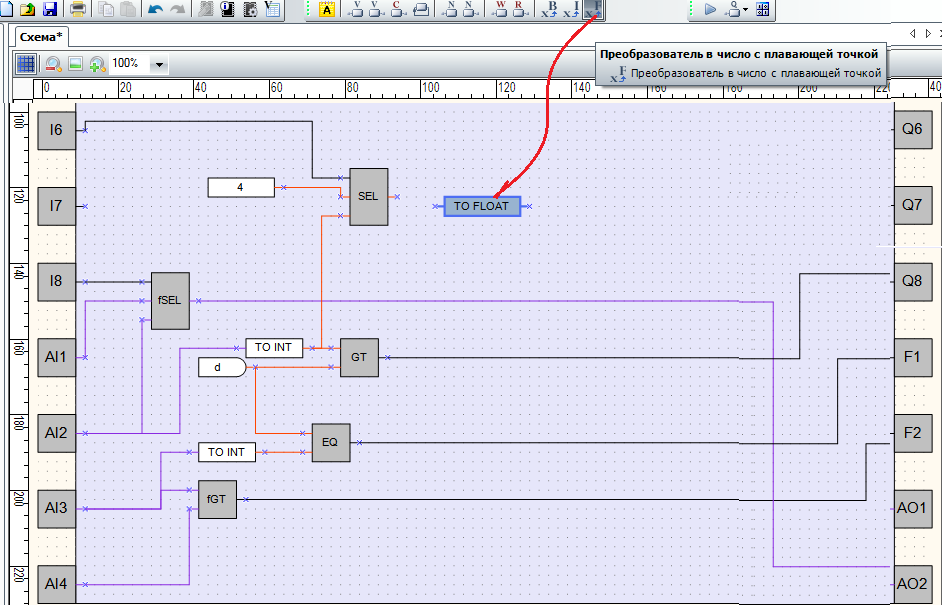 A V V C N N W R B I F
Схема*
100%
Преобразователь в число с плавающей точкой
F
X Преобразователь в число с плавающей точкой
0 20 40 60 80 100 120 140 160 180 200 220
100
120
140
160
180
200
220
I6
I7
I8
AI1
AI2
AI3
AI4
4
SEL
TO FLOAT
fSEL
TO INT
d
GT
EQ
TO INT
fGT
Q6
Q7
Q8
F1
F2
AO1
AO2